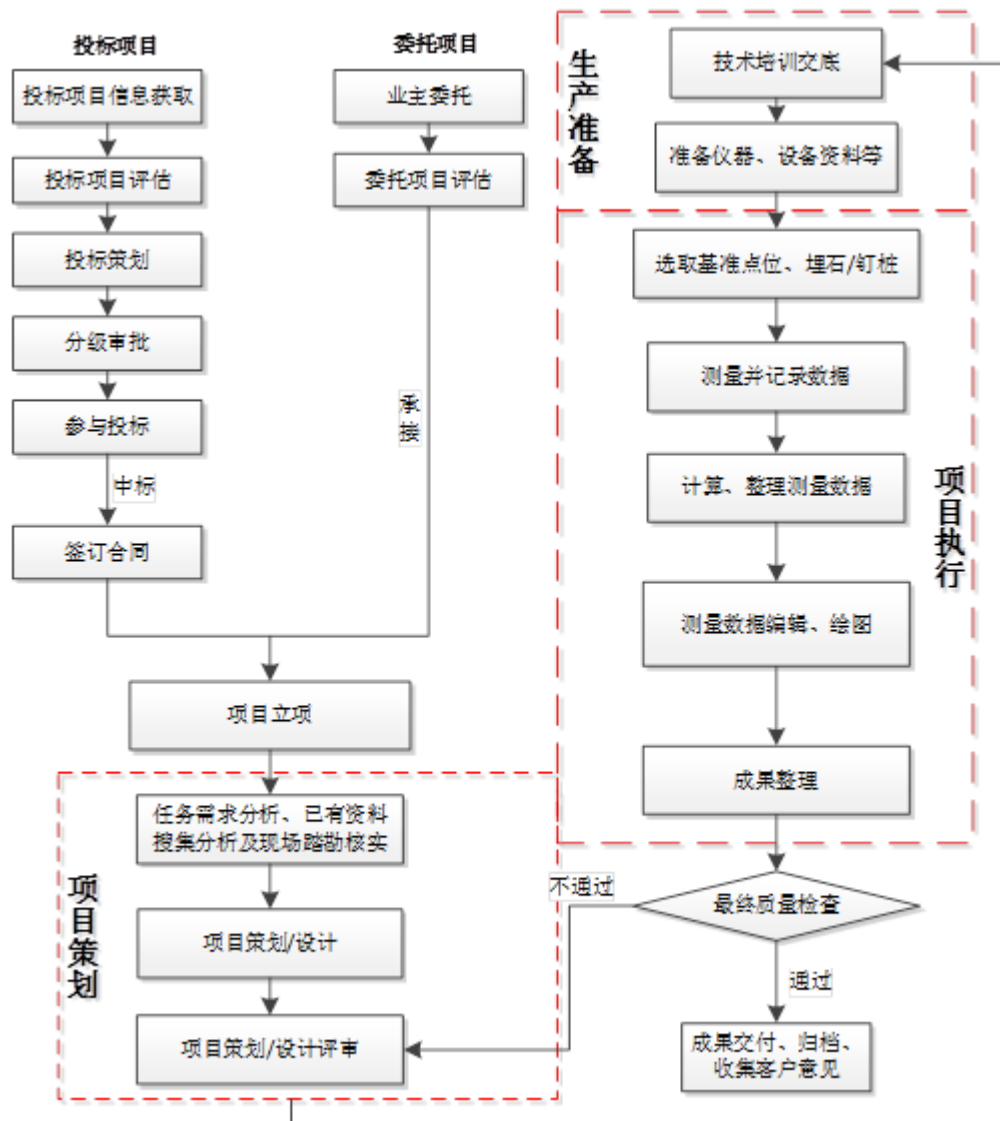 投标项目
投标项目信息获取
投标项目评估
投标策划
分级审批
参与投标
中标
签订合同
委托项目
业主委托
委托项目评估
承
接
项目立项
项目策划
任务需求分析、已有资料
搜集分析及现场踏勘核实
项目策划/设计
项目策划/设计评审
生产准备
技术培训交底
准备仪器、设备资料等
项目执行
选取基准点位、埋石/钉桩
测量并记录数据
计算、整理测量数据
测量数据编辑、绘图
成果整理
最终质量检查
不通过
通过
成果交付、归档、
收集客户意见